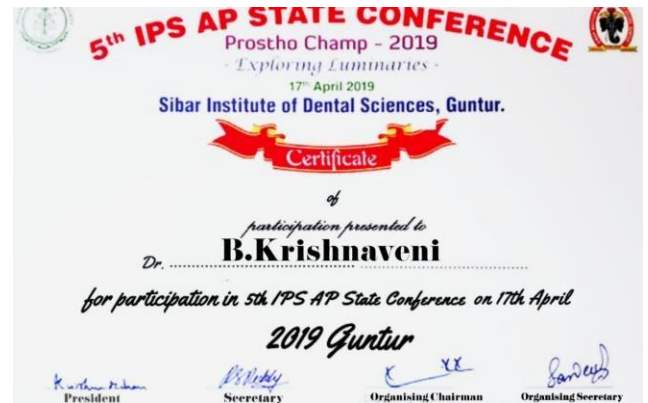 5th IPS AP STATE CONFERENCE
Prostho Champ - 2019
- Exploring Luminaries -
17th April 2019
Sibar Institute of Dental Sciences, Guntur.
Certificate
of
participation presented to
Dr. B.Krishnaveni
for participation in 5th IPS AP State Conference on 17th April
2019 Guntur
President Secretary Organising Chairman Organising Secretary